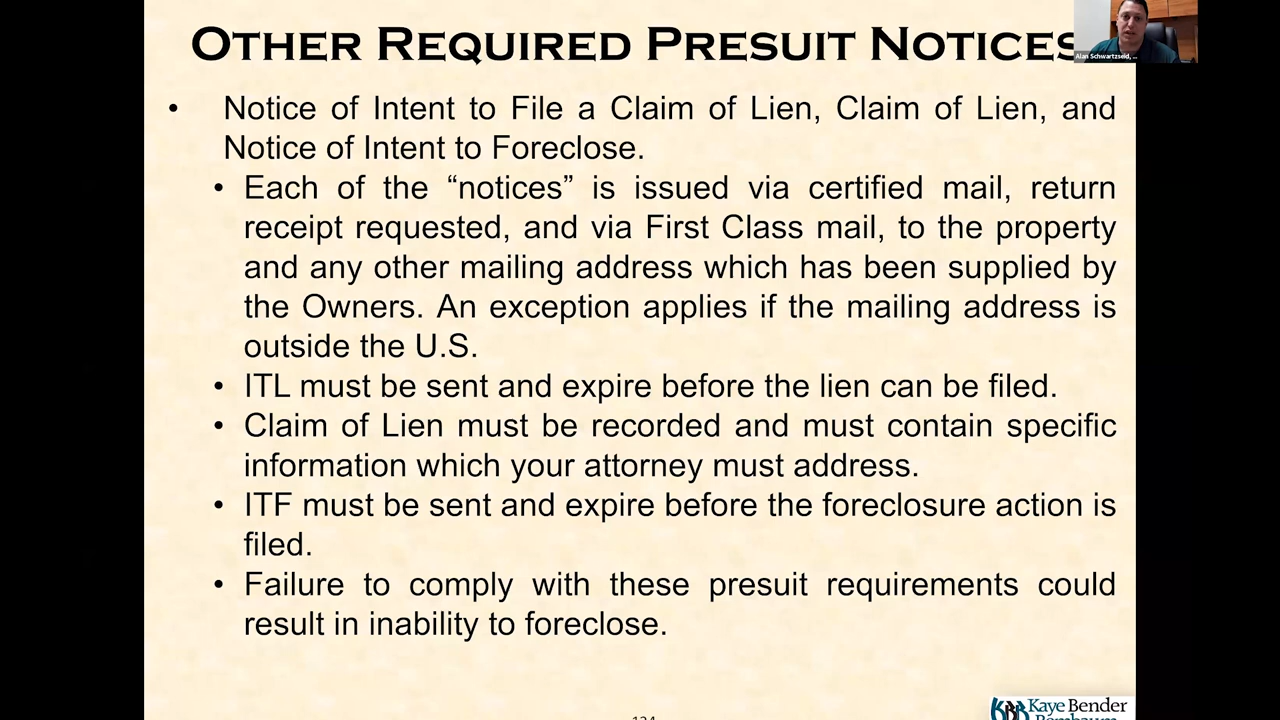 OTHER REQUIRED PRESUIT NOTICES
Alan Schwartzseid, ...
• Notice of Intent to File a Claim of Lien, Claim of Lien, and
Notice of Intent to Foreclose.
• Each of the “notices” is issued via certified mail, return
receipt requested, and via First Class mail, to the property
and any other mailing address which has been supplied by
the Owners. An exception applies if the mailing address is
outside the U.S.
• ITL must be sent and expire before the lien can be filed.
• Claim of Lien must be recorded and must contain specific
information which your attorney must address.
• ITF must be sent and expire before the foreclosure action is
filed.
• Failure to comply with these presuit requirements could
result in inability to foreclose.
KBR Kaye Bender
Rembaum